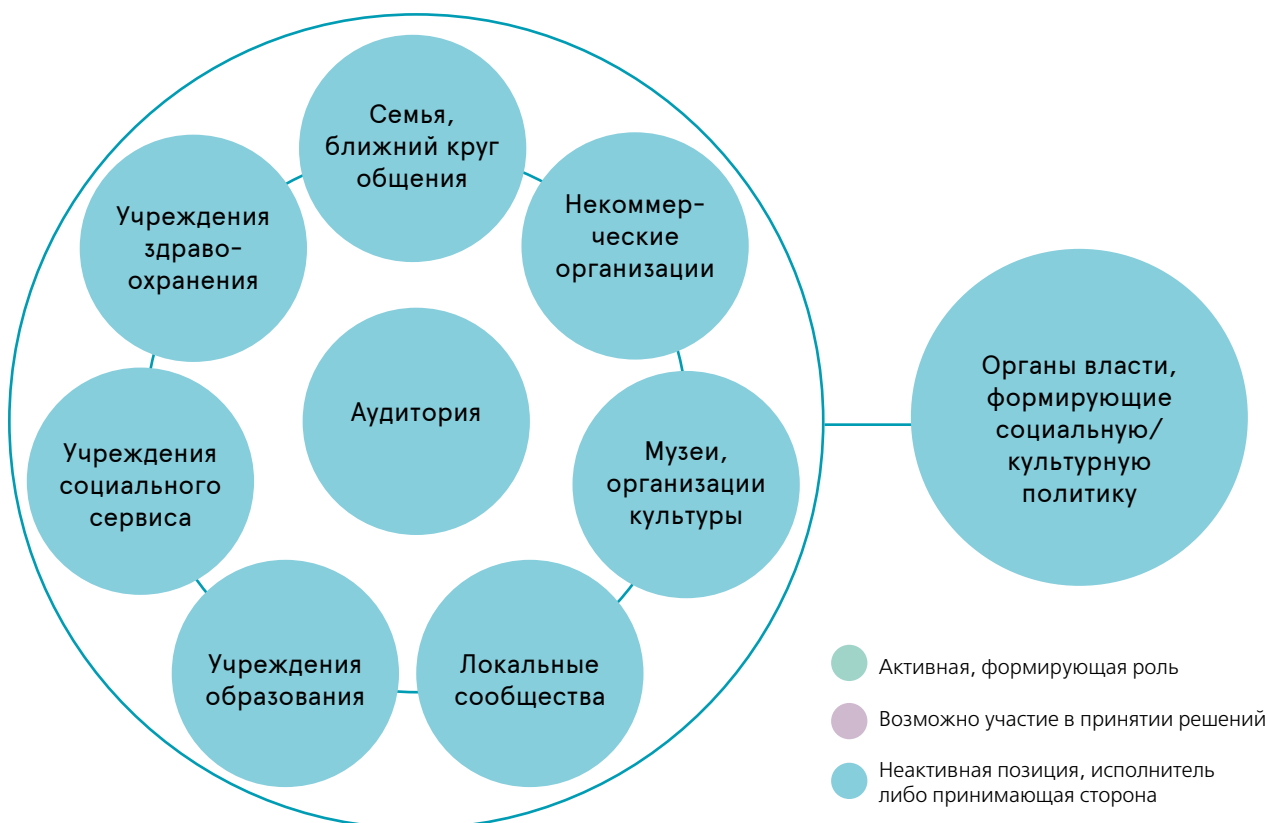 Семья,
ближний круг
общения
Учреждения
здраво-
охранения
Некоммер-
ческие
организации
Аудитория
Учреждения
социального
сервиса
Музеи,
организации
культуры
Учреждения
образования
Локальные
сообщества
Органы власти,
формирующие
социальную/
культурную
политику
Активная, формирующая роль
Возможно участие в принятии решений
Неактивная позиция, исполнитель
либо принимающая сторона